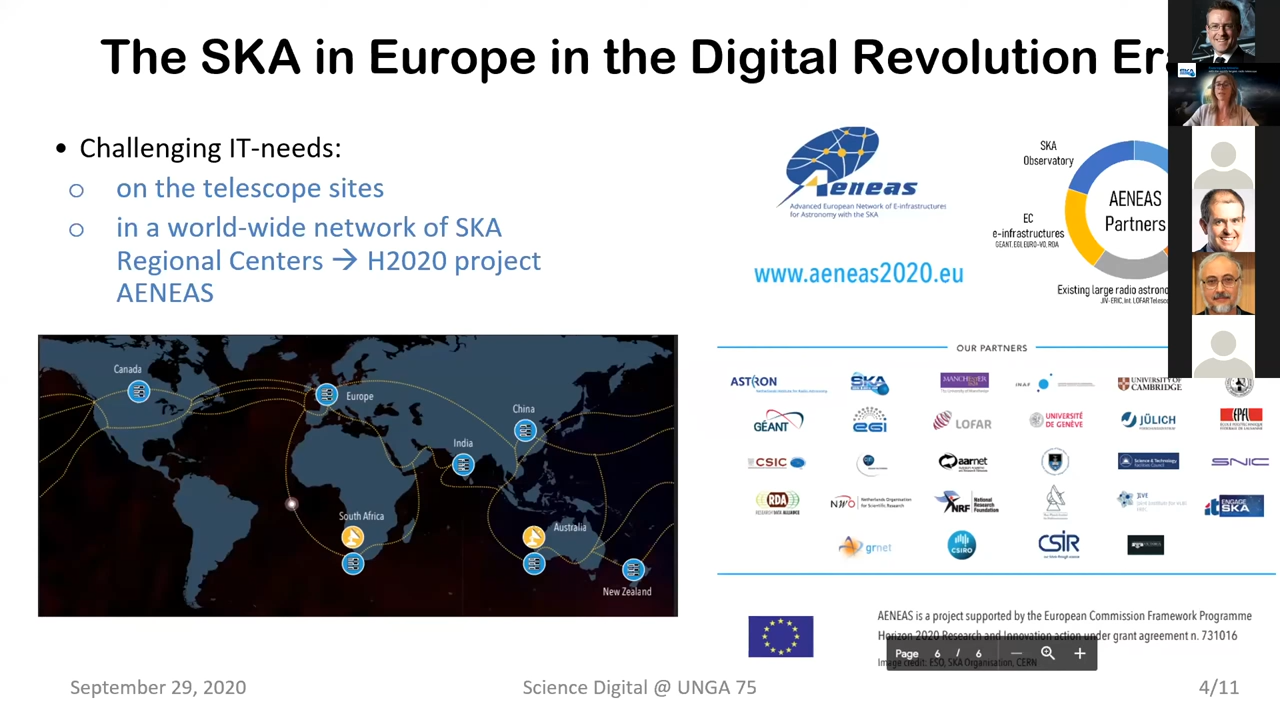 The SKA in Europe in the Digital Revolution Era
• Challenging IT-needs:
o on the telescope sites
o in a world-wide network of SKA
Regional Centers → H2020 project
AENEAS
Canada
Europe
China
India
South Africa
Australia
New Zealand
Aeneas
Advanced European Network of E-infrastructures
for Astronomy with the SKA
www.aeneas2020.eu
SKA
Observatory
EC
e-infrastructures
GEANT, EGI, EURO-VO, RDA
AENEAS
Partners
Existing large radio astrono
JIV-ERIC, Int. LOFAR Telesco
OUR PARTNERS
ASTRON
SKA
MANCHESTER
INAF
UNIVERSITY OF
CAMBRIDGE
GÉANT
EGI
LOFAR
UNIVERSITÉ
DE GENÈVE
JÜLICH
EPFL
CSIC
aarnet
Science & Technology
Facilities Council
SNIC
RDA
RESEARCH DATA ALLIANCE
NWO
Netherlands Organisation
for Scientific Research
NRF
National
Research
Foundation
JIVE
ENGAGE
SKA
grnet
CSIRO
CSIR
AENEAS is a project supported by the European Commission Framework Programme
Horizon 2020 Research and Innovation action under grant agreement n. 731016
Image credit: ESO, SKA Organisation, CERN
Page 6 / 6
September 29, 2020
Science Digital @ UNGA 75
4/11